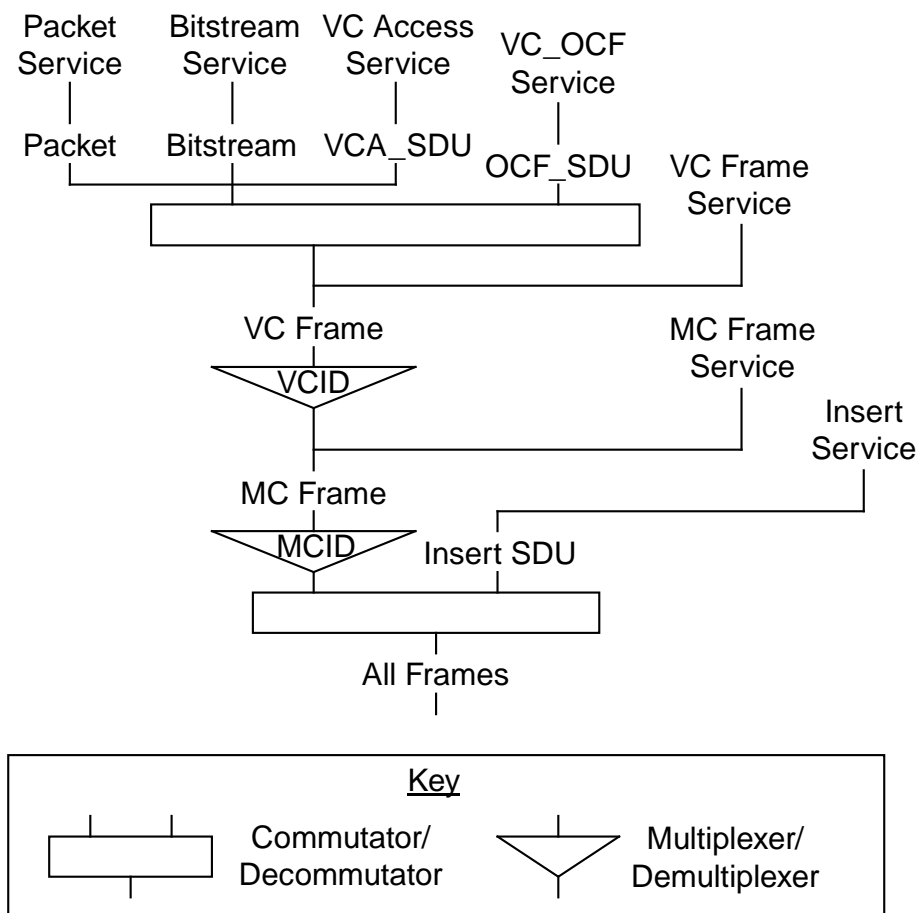 Packet
Service
Bitstream
Service
VC Access
Service
VC_OCF
Service
Packet
Bitstream
VCA_SDU
OCF_SDU
VC Frame
Service
VC Frame
VCID
MC Frame
Service
Insert
Service
MC Frame
MCID
Insert SDU
All Frames
Key
Commutator/
Decommutator
Multiplexer/
Demultiplexer